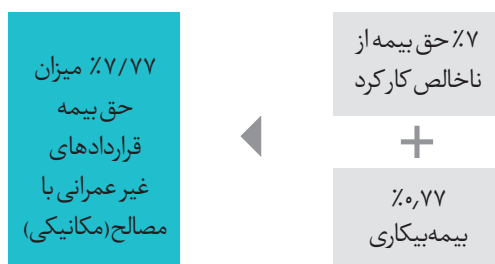 ٪۷ حق بیمه از
ناخالص کارکرد
+
٪۰٫۷۷
بیمه‌بیکاری
٪۷/۷۷ میزان
حق بیمه
قراردادهای
غیر عمرانی با
مصالح(مکانیکی)